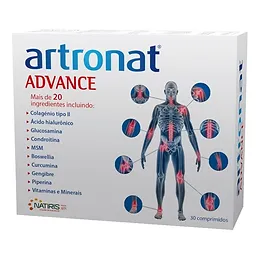 artronat®
ADVANCE
Mais de 20
ingredientes incluindo:
• Colagénio tipo II
• Ácido hialurónico
• Glucosamina
• Condroitina
• MSM
• Boswellia
• Curcumina
• Gengibre
• Piperina
• Vitaminas e Minerais
NATIRIS
30 comprimidos